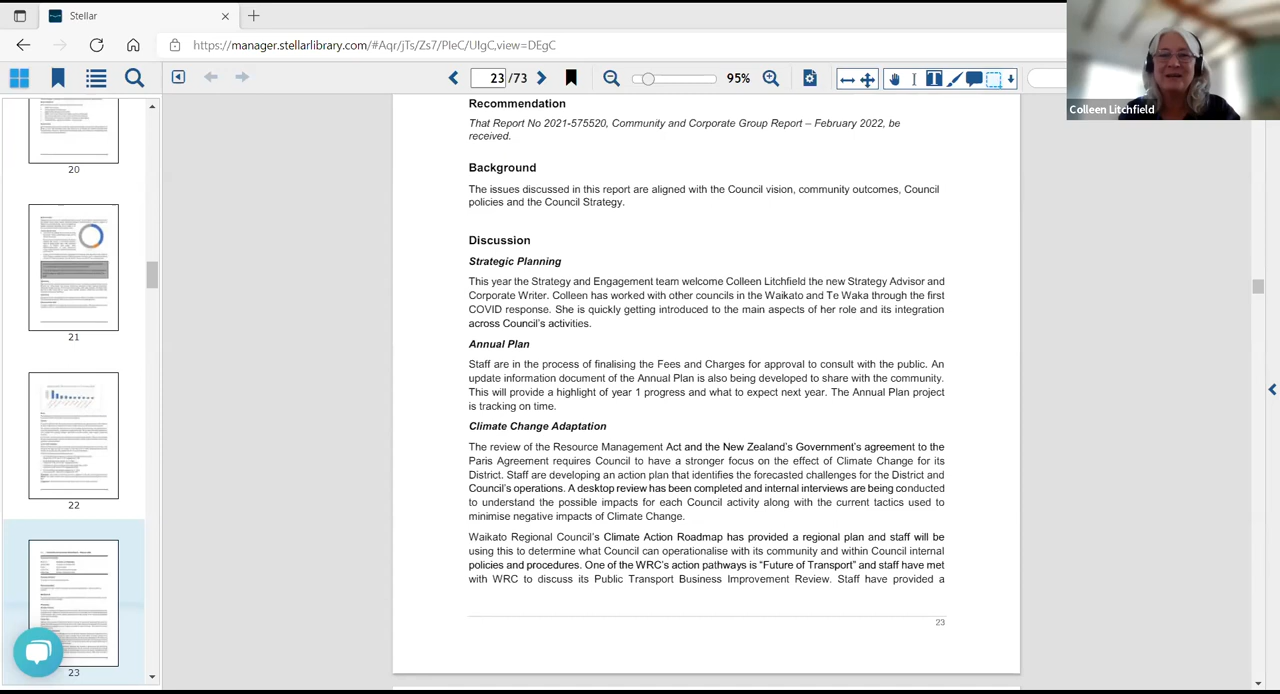 Stellar
https://manager.stellarlibrary.com/#Aqr/jTs/Zs7/PIeC/UIgC,view=DEgC
23 /73
95%
Colleen Litchfield
20
21
22
23
Recommendation
That Report No 2021-575520, Community and Corporate Group Report – February 2022, be
received.
Background
The issues discussed in this report are aligned with the Council vision, community outcomes, Council
policies and the Council Strategy.
Discussion
Strategic Planning
This year the Strategy and Engagement team welcome Colleen Litchfield the new Strategy Advisor and
Corporate Writer. Colleen has worked with other councils in the Waikato and Te Waka through the first
COVID response. She is quickly getting introduced to the main aspects of her role and its integration
across Council's activities.
Annual Plan
Staff are in the process of finalising the Fees and Charges for approval to consult with the public. An
update information document of the Annual Plan is also being developed to share with the community.
This will provide a highlight of year 1 progress and what to expect next year. The Annual Plan project
is tracking on time.
Climate Change Adaptation
The review of the Resource Management Act and the New Zealand's Government's agreement to the
Paris Agreement requires Council to have a stronger focus on the effect of Climate Change for its
District. Staff are developing an action plan that identifies the forecasted challenges for the District and
Council's operations. A desktop review has been completed and internal interviews are being conducted
to understand the possible impacts for each Council activity along with the current tactics used to
minimise negative impacts of Climate Change.
Waikato Regional Council's Climate Action Roadmap has provided a regional plan and staff will be
using this to determine what Council can operationalise with its community and within Council internal
policies and procedures. One of the WRC's action pathway is "Future of Transport" and staff have met
with WRC to discuss its Public Transport Business Improvement Review. Staff have provided a
23